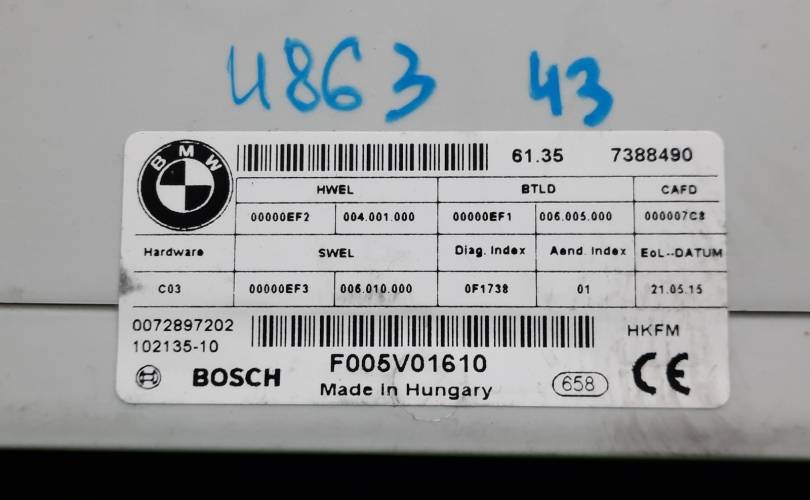 4863 43
BMW 61.35 7388490
HWEL BTLD CAFD
00000EF2 004.001.000 00000EF1 006.005.000 000007C8
Hardware SWEL Diag. Index Aend. Index EoL--DATUM
C03 00000EF3 006.010.000 0F1738 01 21.05.15
0072897202 HKFM
102135-10
BOSCH F005V01610 658 CE
Made In Hungary